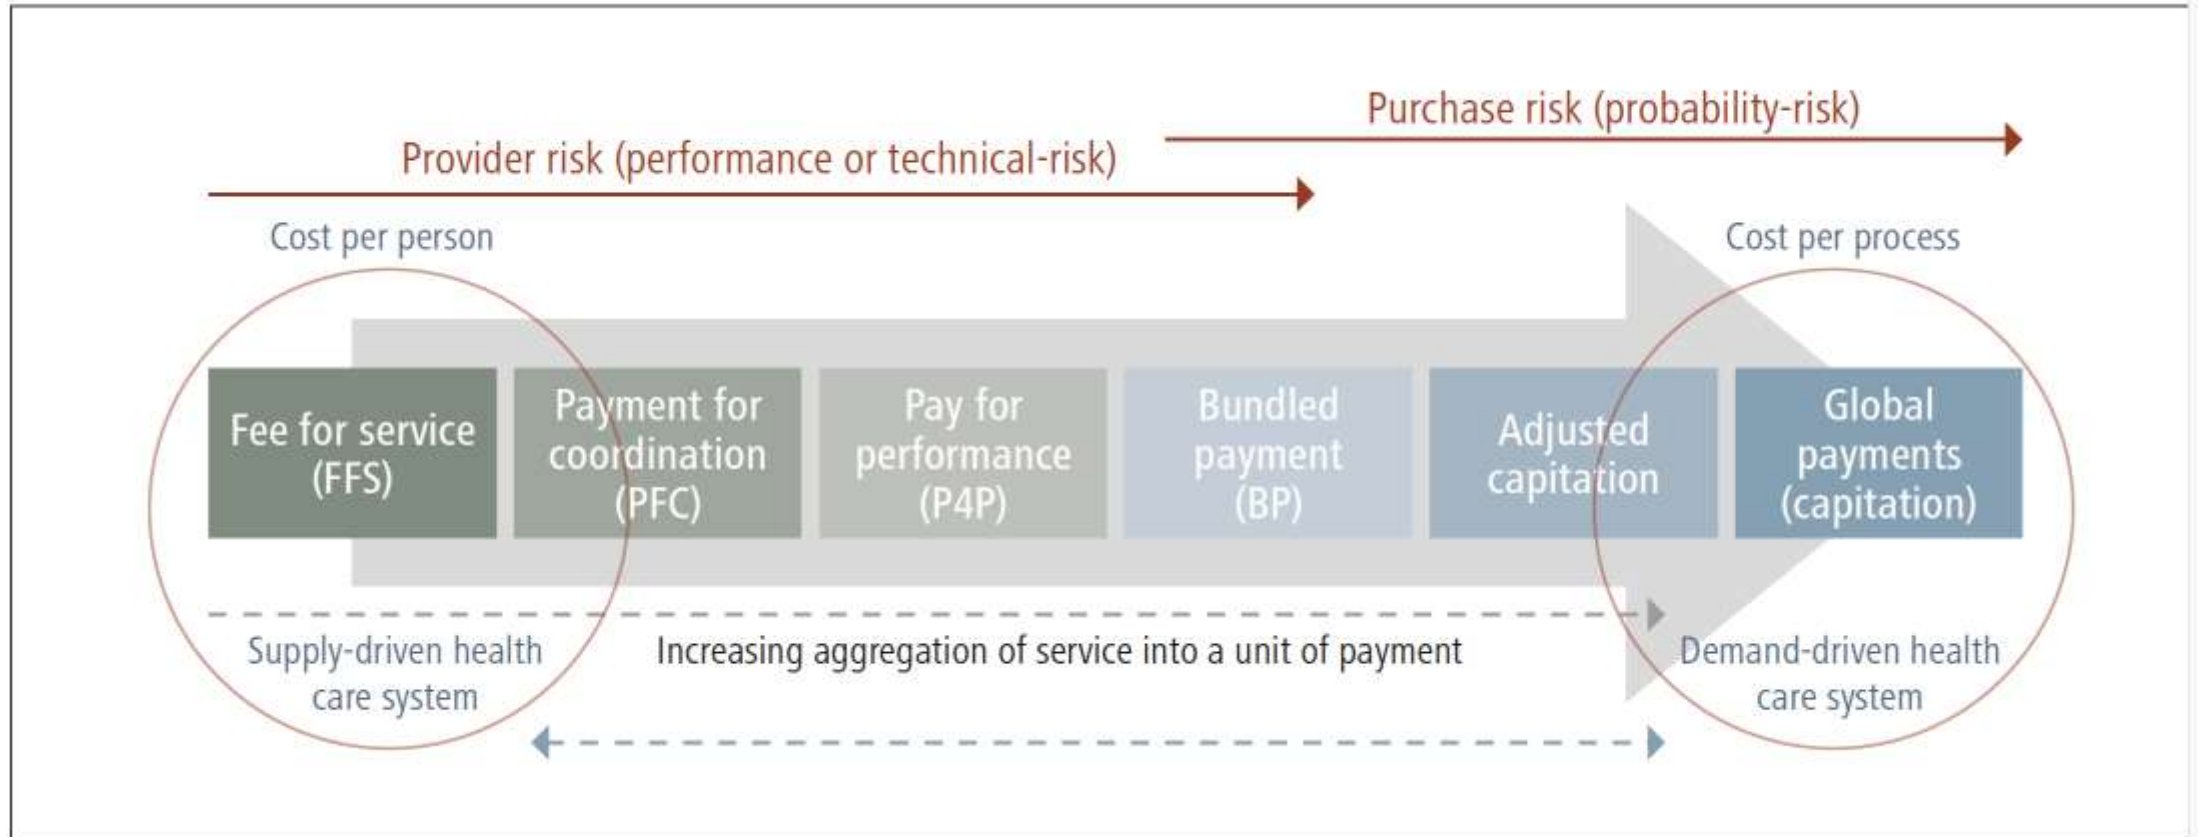 Purchase risk (probability-risk)
Provider risk (performance or technical-risk)
Cost per person
Cost per process
Fee for service
(FFS)
Payment for
coordination
(PFC)
Pay for
performance
(P4P)
Bundled
payment
(BP)
Adjusted
capitation
Global
payments
(capitation)
Supply-driven health
care system
Increasing aggregation of service into a unit of payment
Demand-driven health
care system